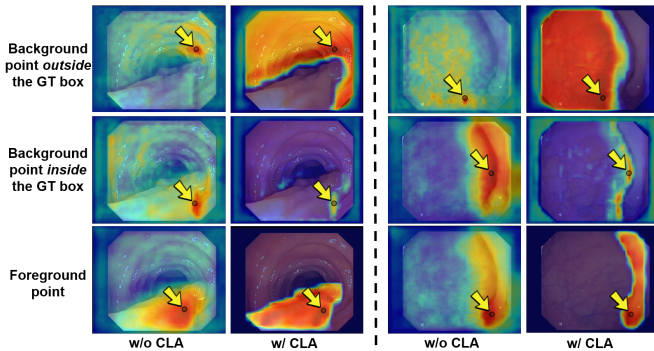 Background
point outside
the GT box
Background
point inside
the GT box
Foreground
point
w/o CLA
w/ CLA
w/o CLA
w/ CLA